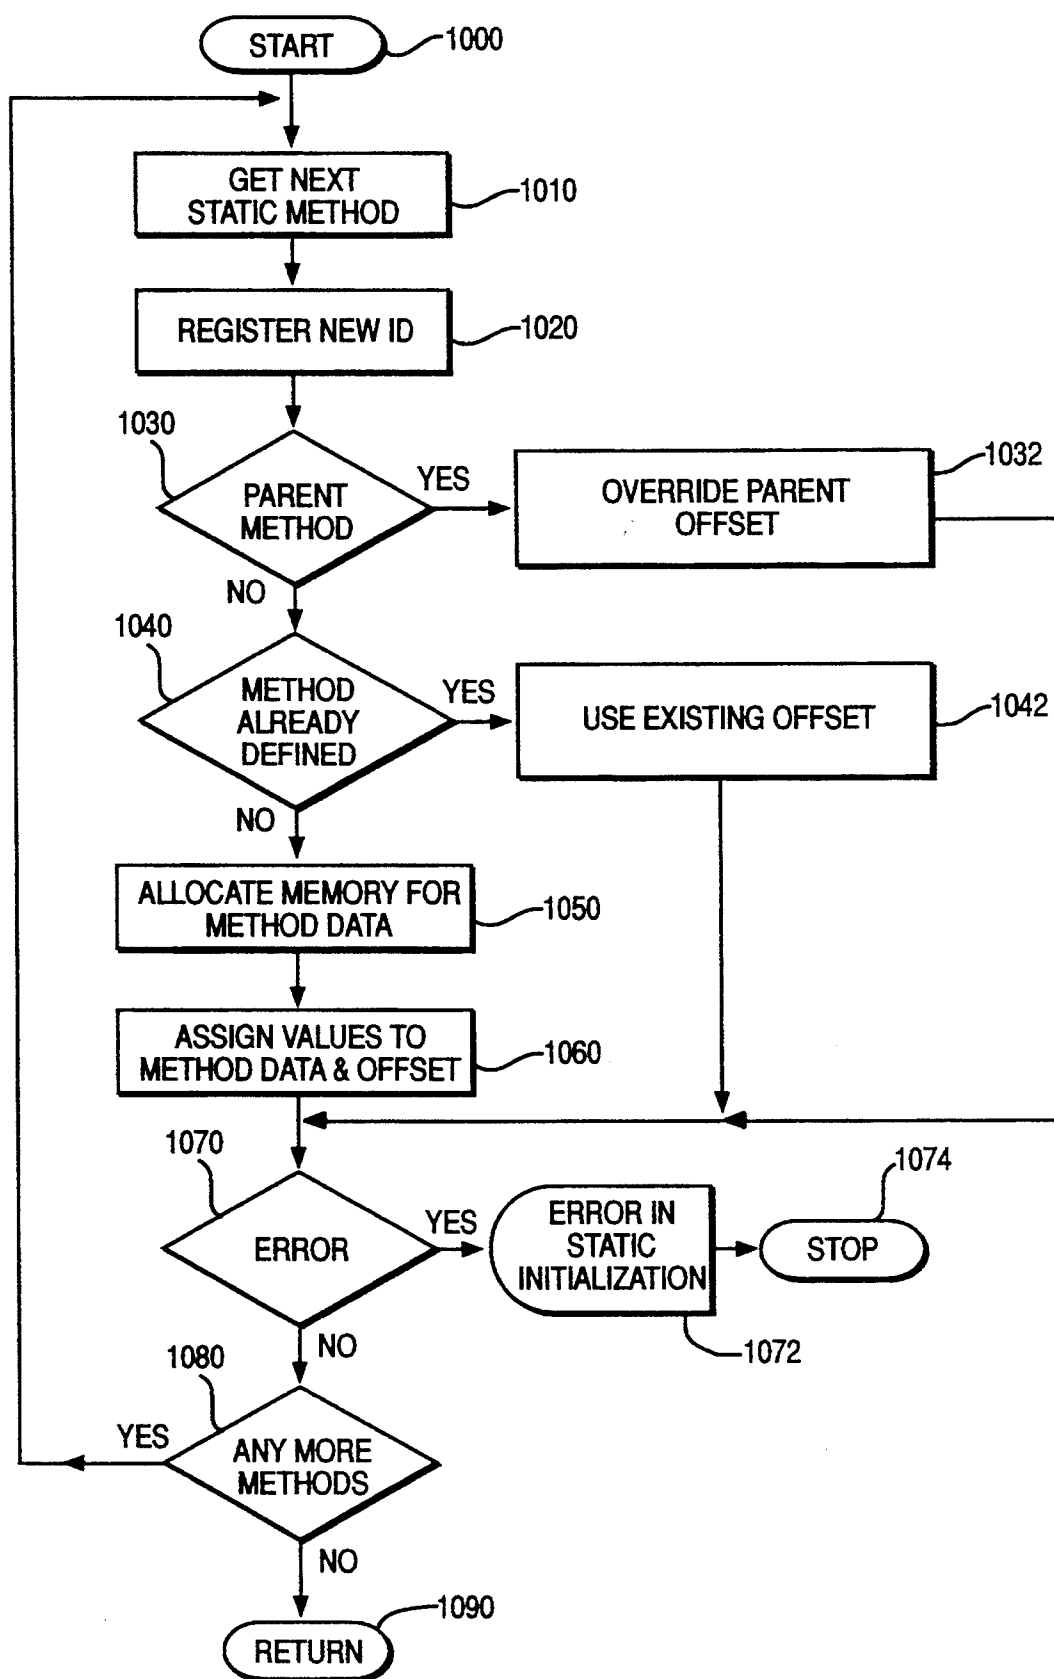 START
1000
GET NEXT
STATIC METHOD
1010
REGISTER NEW ID
1020
1030
PARENT
METHOD
YES
NO
OVERRIDE PARENT
OFFSET
1032
1040
METHOD
ALREADY
DEFINED
YES
NO
USE EXISTING OFFSET
1042
ALLOCATE MEMORY FOR
METHOD DATA
1050
ASSIGN VALUES TO
METHOD DATA & OFFSET
1060
1070
ERROR
YES
NO
ERROR IN
STATIC
INITIALIZATION
1072
STOP
1074
1080
ANY MORE
METHODS
YES
NO
RETURN
1090